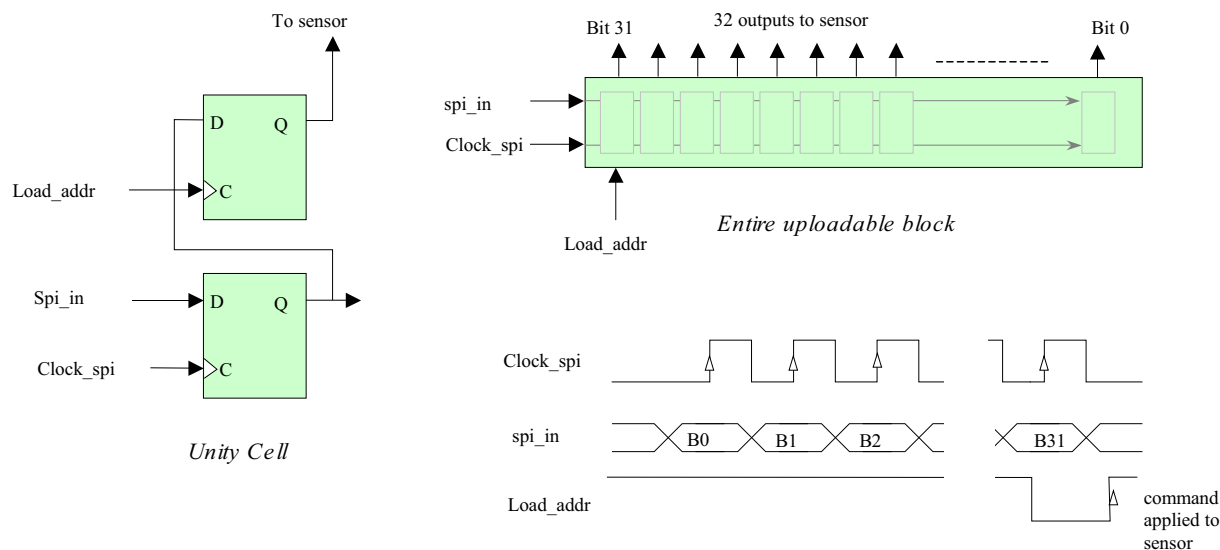 To sensor
D
Q
Load_addr
C
Spi_in
D
Q
Clock_spi
C
Unity Cell
32 outputs to sensor
Bit 31
Bit 0
spi_in
Clock_spi
Load_addr
Entire uploadable block
Clock_spi
spi_in
B0
B1
B2
B31
Load_addr
command
applied to
sensor